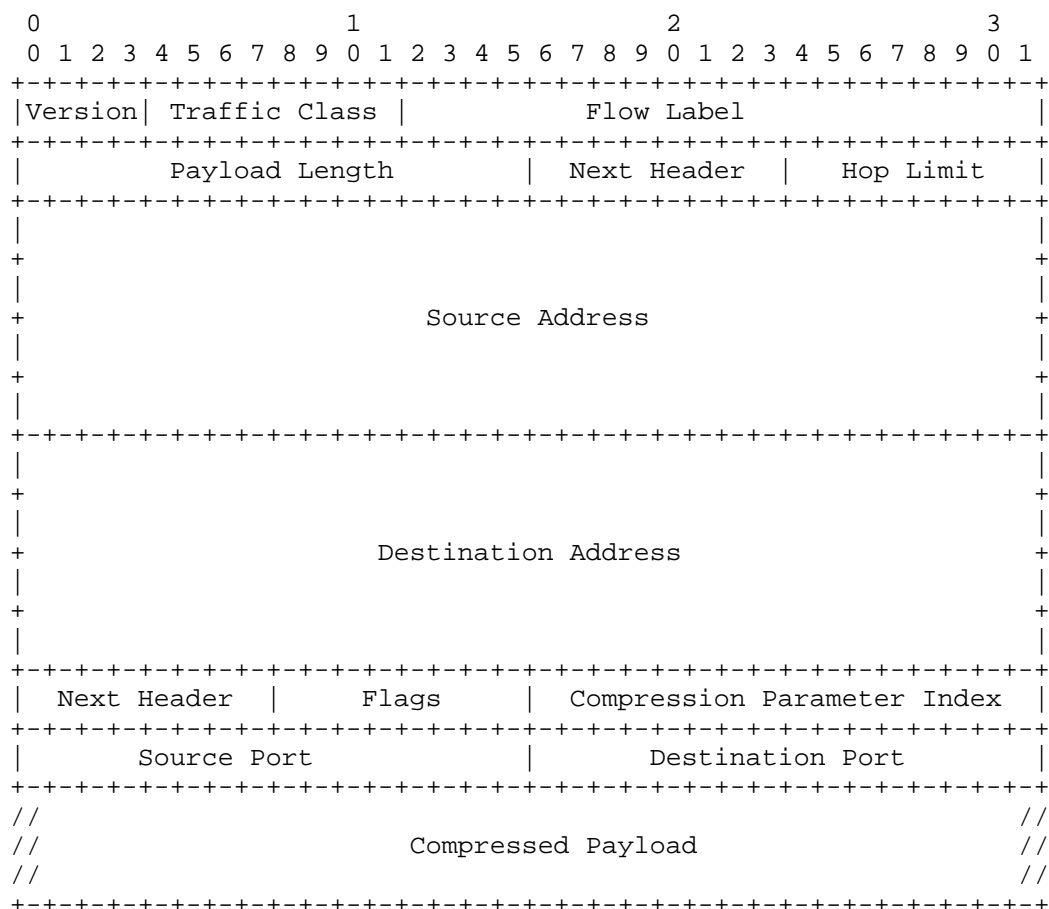 0                   1                   2                   3
 0 1 2 3 4 5 6 7 8 9 0 1 2 3 4 5 6 7 8 9 0 1 2 3 4 5 6 7 8 9 0 1
+-+-+-+-+-+-+-+-+-+-+-+-+-+-+-+-+-+-+-+-+-+-+-+-+-+-+-+-+-+-+-+-+
|Version| Traffic Class |           Flow Label                  |
+-+-+-+-+-+-+-+-+-+-+-+-+-+-+-+-+-+-+-+-+-+-+-+-+-+-+-+-+-+-+-+-+
|         Payload Length        |  Next Header  |   Hop Limit   |
+-+-+-+-+-+-+-+-+-+-+-+-+-+-+-+-+-+-+-+-+-+-+-+-+-+-+-+-+-+-+-+-+
|                                                               |
+                                                               +
|                                                               |
+                         Source Address                        +
|                                                               |
+                                                               +
|                                                               |
+-+-+-+-+-+-+-+-+-+-+-+-+-+-+-+-+-+-+-+-+-+-+-+-+-+-+-+-+-+-+-+-+
|                                                               |
+                                                               +
|                                                               |
+                      Destination Address                      +
|                                                               |
+                                                               +
|                                                               |
+-+-+-+-+-+-+-+-+-+-+-+-+-+-+-+-+-+-+-+-+-+-+-+-+-+-+-+-+-+-+-+-+
|  Next Header  |     Flags     |  Compression Parameter Index  |
+-+-+-+-+-+-+-+-+-+-+-+-+-+-+-+-+-+-+-+-+-+-+-+-+-+-+-+-+-+-+-+-+
|       Source Port             |       Destination Port        |
+-+-+-+-+-+-+-+-+-+-+-+-+-+-+-+-+-+-+-+-+-+-+-+-+-+-+-+-+-+-+-+-+
//                                                             //
//                       Compressed Payload                    //
//                                                             //
+-+-+-+-+-+-+-+-+-+-+-+-+-+-+-+-+-+-+-+-+-+-+-+-+-+-+-+-+-+-+-+-+